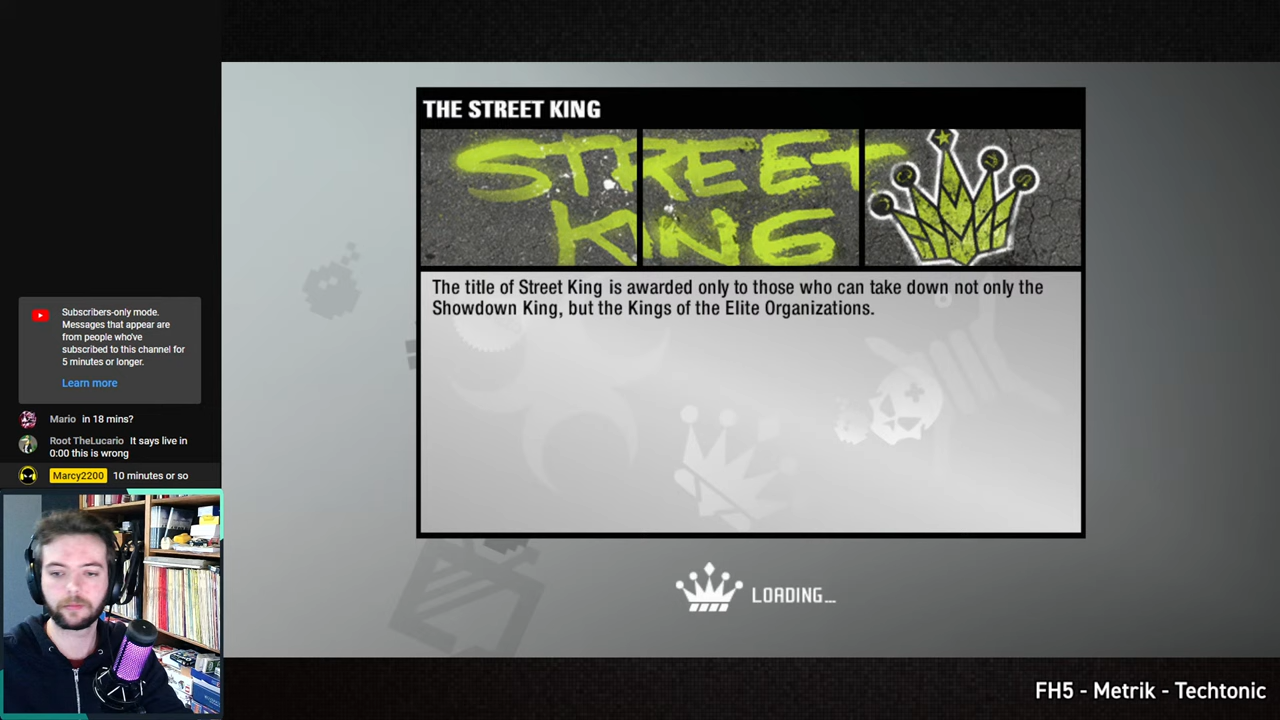 THE STREET KING
STREET
KING
The title of Street King is awarded only to those who can take down not only the
Showdown King, but the Kings of the Elite Organizations.
Subscribers-only mode.
Messages that appear are
from people who've
subscribed to this channel for
5 minutes or longer.
Learn more
Mario in 18 mins?
Root TheLucario It says live in
0:00 this is wrong
Marcy2200 10 minutes or so
LOADING...
FH5 - Metrik - Techtonic